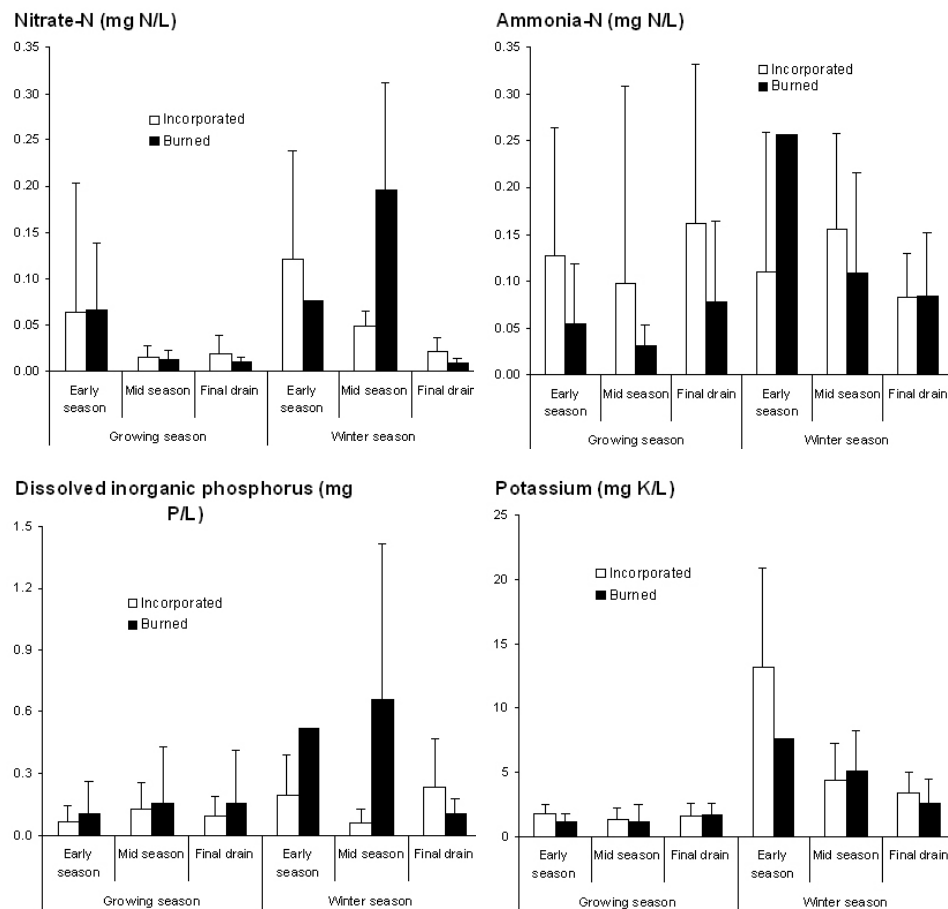 Nitrate-N (mg N/L)
0.35
0.30
0.25
0.20
0.15
0.10
0.05
0.00
Incorporated
Burned
Early
season
Mid season
Final drain
Early
season
Mid season
Final drain
Growing season
Winter season
Ammonia-N (mg N/L)
0.35
0.30
0.25
0.20
0.15
0.10
0.05
0.00
Incorporated
Burned
Early
season
Mid season
Final drain
Early
season
Mid season
Final drain
Growing season
Winter season
Dissolved inorganic phosphorus (mg
P/L)
1.5
1.2
0.9
0.6
0.3
0.0
Incorporated
Burned
Early
season
Mid season
Final drain
Early
season
Mid season
Final drain
Growing season
Winter season
Potassium (mg K/L)
25
20
15
10
5
0
Incorporated
Burned
Early
season
Mid season
Final drain
Early
season
Mid season
Final drain
Growing season
Winter season